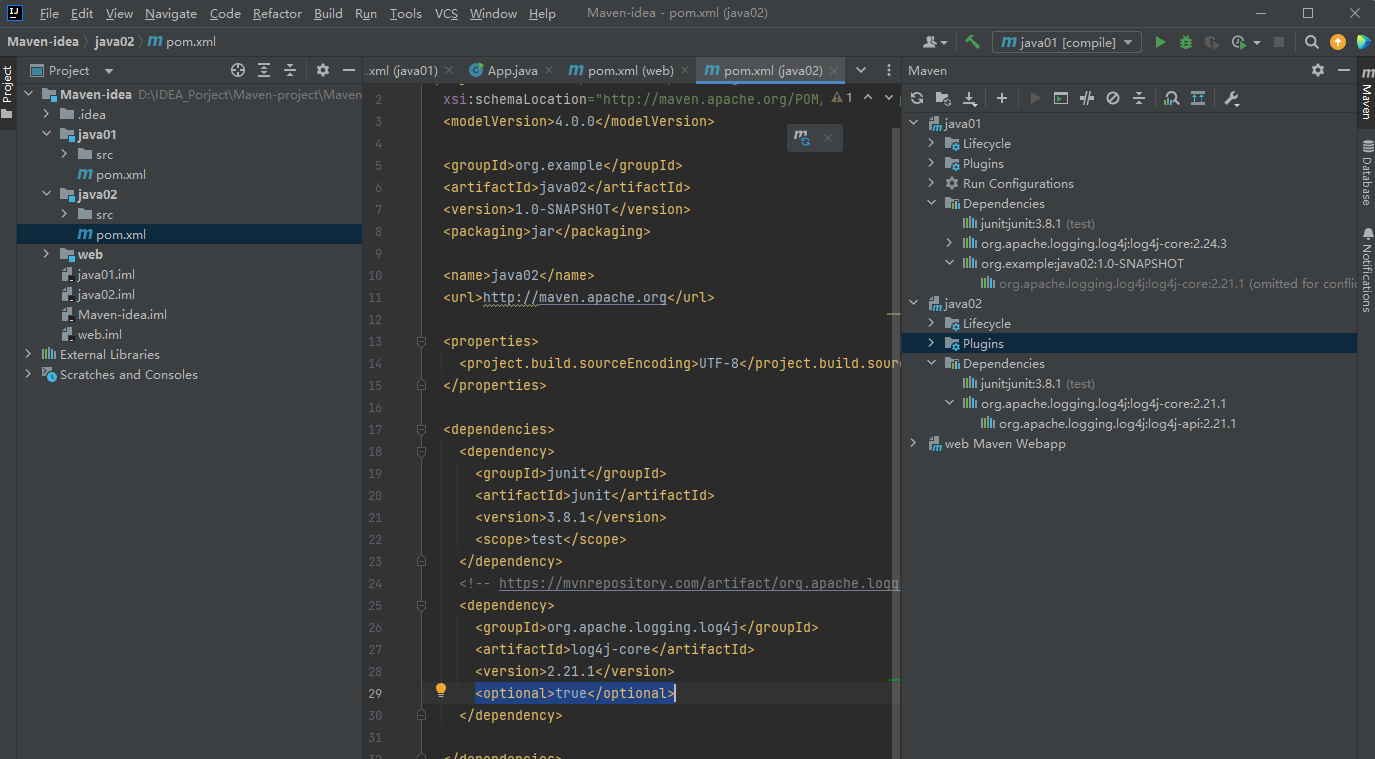 File Edit View Navigate Code Refactor Build Run Tools VCS Window Help Maven-idea - pom.xml (java02)
Maven-idea java02 pom.xml
java01 [compile]
Project
Project
Maven-idea D:\IDEA_Porject\Maven-project\Maven
.idea
java01
src
pom.xml
java02
src
pom.xml
web
java01.iml
java02.iml
Maven-idea.iml
web.iml
External Libraries
Scratches and Consoles
.xml (java01) App.java pom.xml (web) pom.xml (java02)
1
2 xsi:schemaLocation="http://maven.apache.org/POM/
3 <modelVersion>4.0.0</modelVersion>
4
5 <groupId>org.example</groupId>
6 <artifactId>java02</artifactId>
7 <version>1.0-SNAPSHOT</version>
8 <packaging>jar</packaging>
9
10 <name>java02</name>
11 <url>http://maven.apache.org</url>
12
13 <properties>
14 <project.build.sourceEncoding>UTF-8</project.build.sour
15 </properties>
16
17 <dependencies>
18 <dependency>
19 <groupId>junit</groupId>
20 <artifactId>junit</artifactId>
21 <version>3.8.1</version>
22 <scope>test</scope>
23 </dependency>
24 <!-- https://mvnrepository.com/artifact/org.apache.logg
25 <dependency>
26 <groupId>org.apache.logging.log4j</groupId>
27 <artifactId>log4j-core</artifactId>
28 <version>2.21.1</version>
29 <optional>true</optional>
30 </dependency>
31
32 </dependencies>
Maven
java01
Lifecycle
Plugins
Run Configurations
Dependencies
junit:junit:3.8.1 (test)
org.apache.logging.log4j:log4j-core:2.24.3
org.example:java02:1.0-SNAPSHOT
org.apache.logging.log4j:log4j-core:2.21.1 (omitted for conflic
java02
Lifecycle
Plugins
Dependencies
junit:junit:3.8.1 (test)
org.apache.logging.log4j:log4j-core:2.21.1
org.apache.logging.log4j:log4j-api:2.21.1
web Maven Webapp
Maven
Database
Notifications